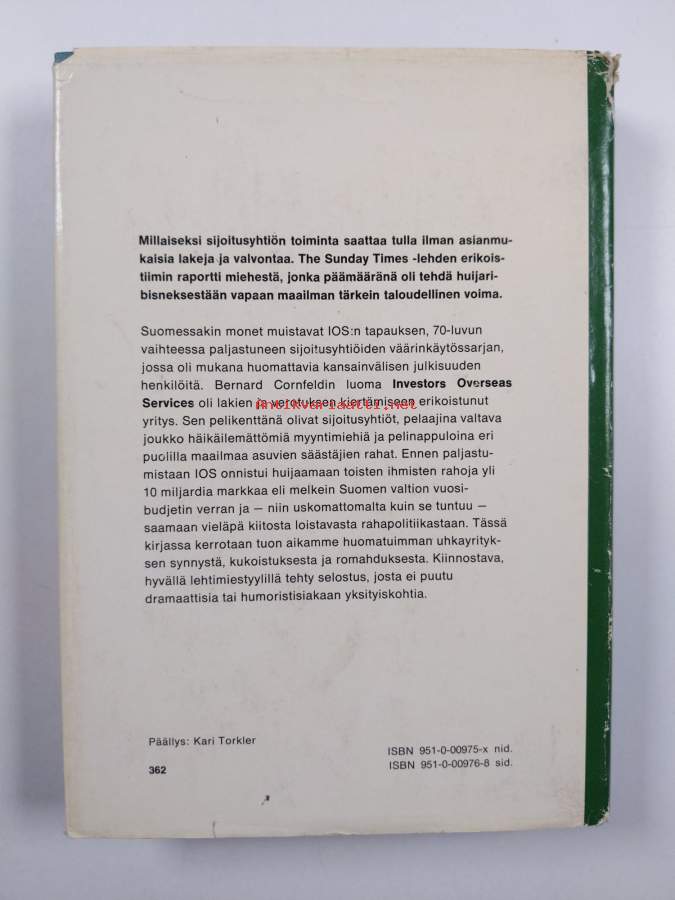 Millaiseksi sijoitusyhtiön toiminta saattaa tulla ilman asianmu-
kaisia lakeja ja valvontaa. The Sunday Times -lehden erikois-
tiimin raportti miehestä, jonka päämääränä oli tehdä huijari-
bisneksestään vapaan maailman tärkein taloudellinen voima.
Suomessakin monet muistavat IOS:n tapauksen, 70-luvun
vaihteessa paljastuneen sijoitusyhtiöiden väärinkäytössarjan,
jossa oli mukana huomattavia kansainvälisen julkisuuden
henkilöitä. Bernard Cornfeldin luoma Investors Overseas
Services oli lakien ja verotuksen kiertämiseen erikoistunut
antikvariaatti.net
yritys. Sen pelikenttänä olivat sijoitusyhtiöt, pelaajina valtava
joukko häikäilemättömiä myyntimiehiä ja pelinappuloina eri
puolilla maailmaa asuvien säästäjien rahat. Ennen paljastu-
mistaan IOS onnistui huijaamaan toisten ihmisten rahoja yli
10 miljardia markkaa eli melkein Suomen valtion vuosi-
budjetin verran ja — niin uskomattomalta kuin se tuntuu —
saamaan vieläpä kiitosta loistavasta rahapolitiikastaan. Tässä
kirjassa kerrotaan tuon aikamme huomatuimman uhkayrityk-
sen synnystä, kukoistuksesta ja romahduksesta. Kiinnostava,
hyvällä lehtimiestyylillä tehty selostus, josta ei puutu
dramaattisia tai humoristisiakaan yksityiskohtia.
Päällys: Kari Torkler
362
ISBN 951-0-00975-x nid.
ISBN 951-0-00976-8 sid.